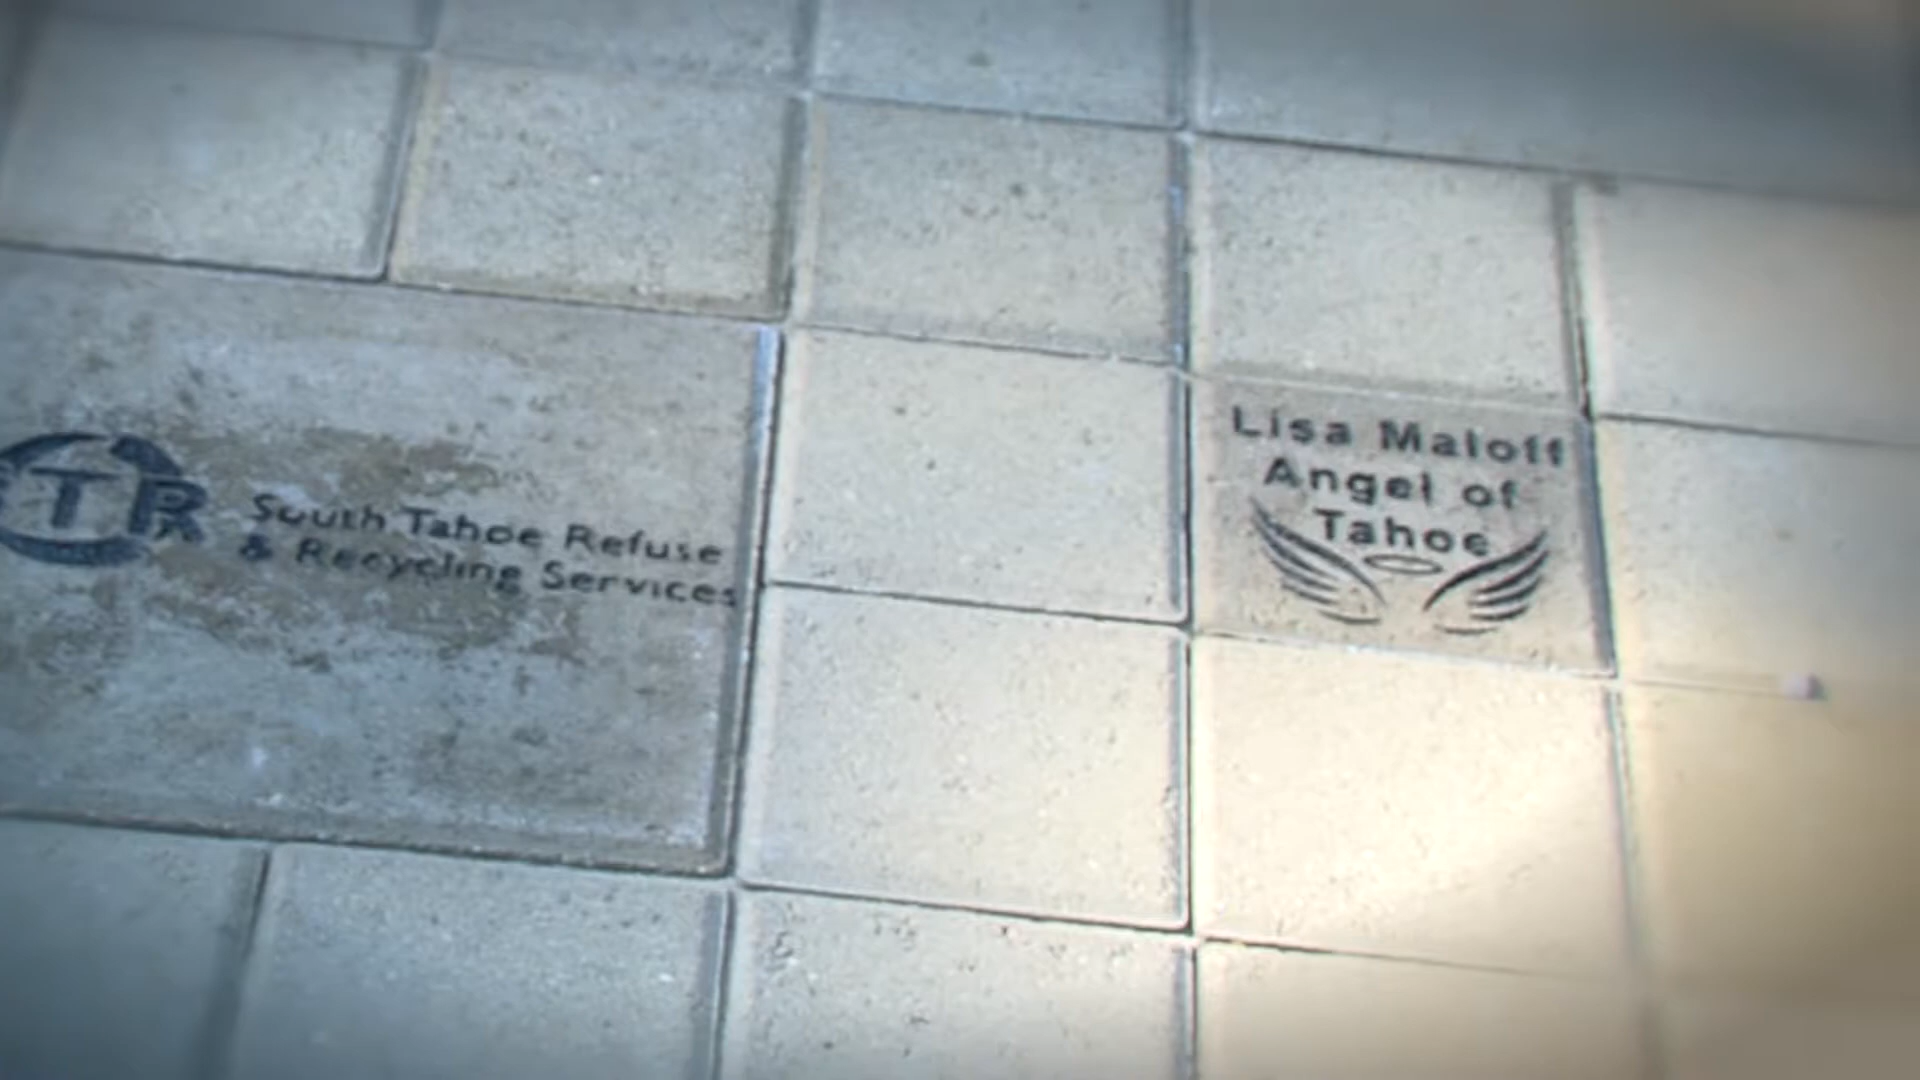 STR
South Tahoe Refuse
& Recycling Services
Lisa Maloff
Angel of
Tahoe